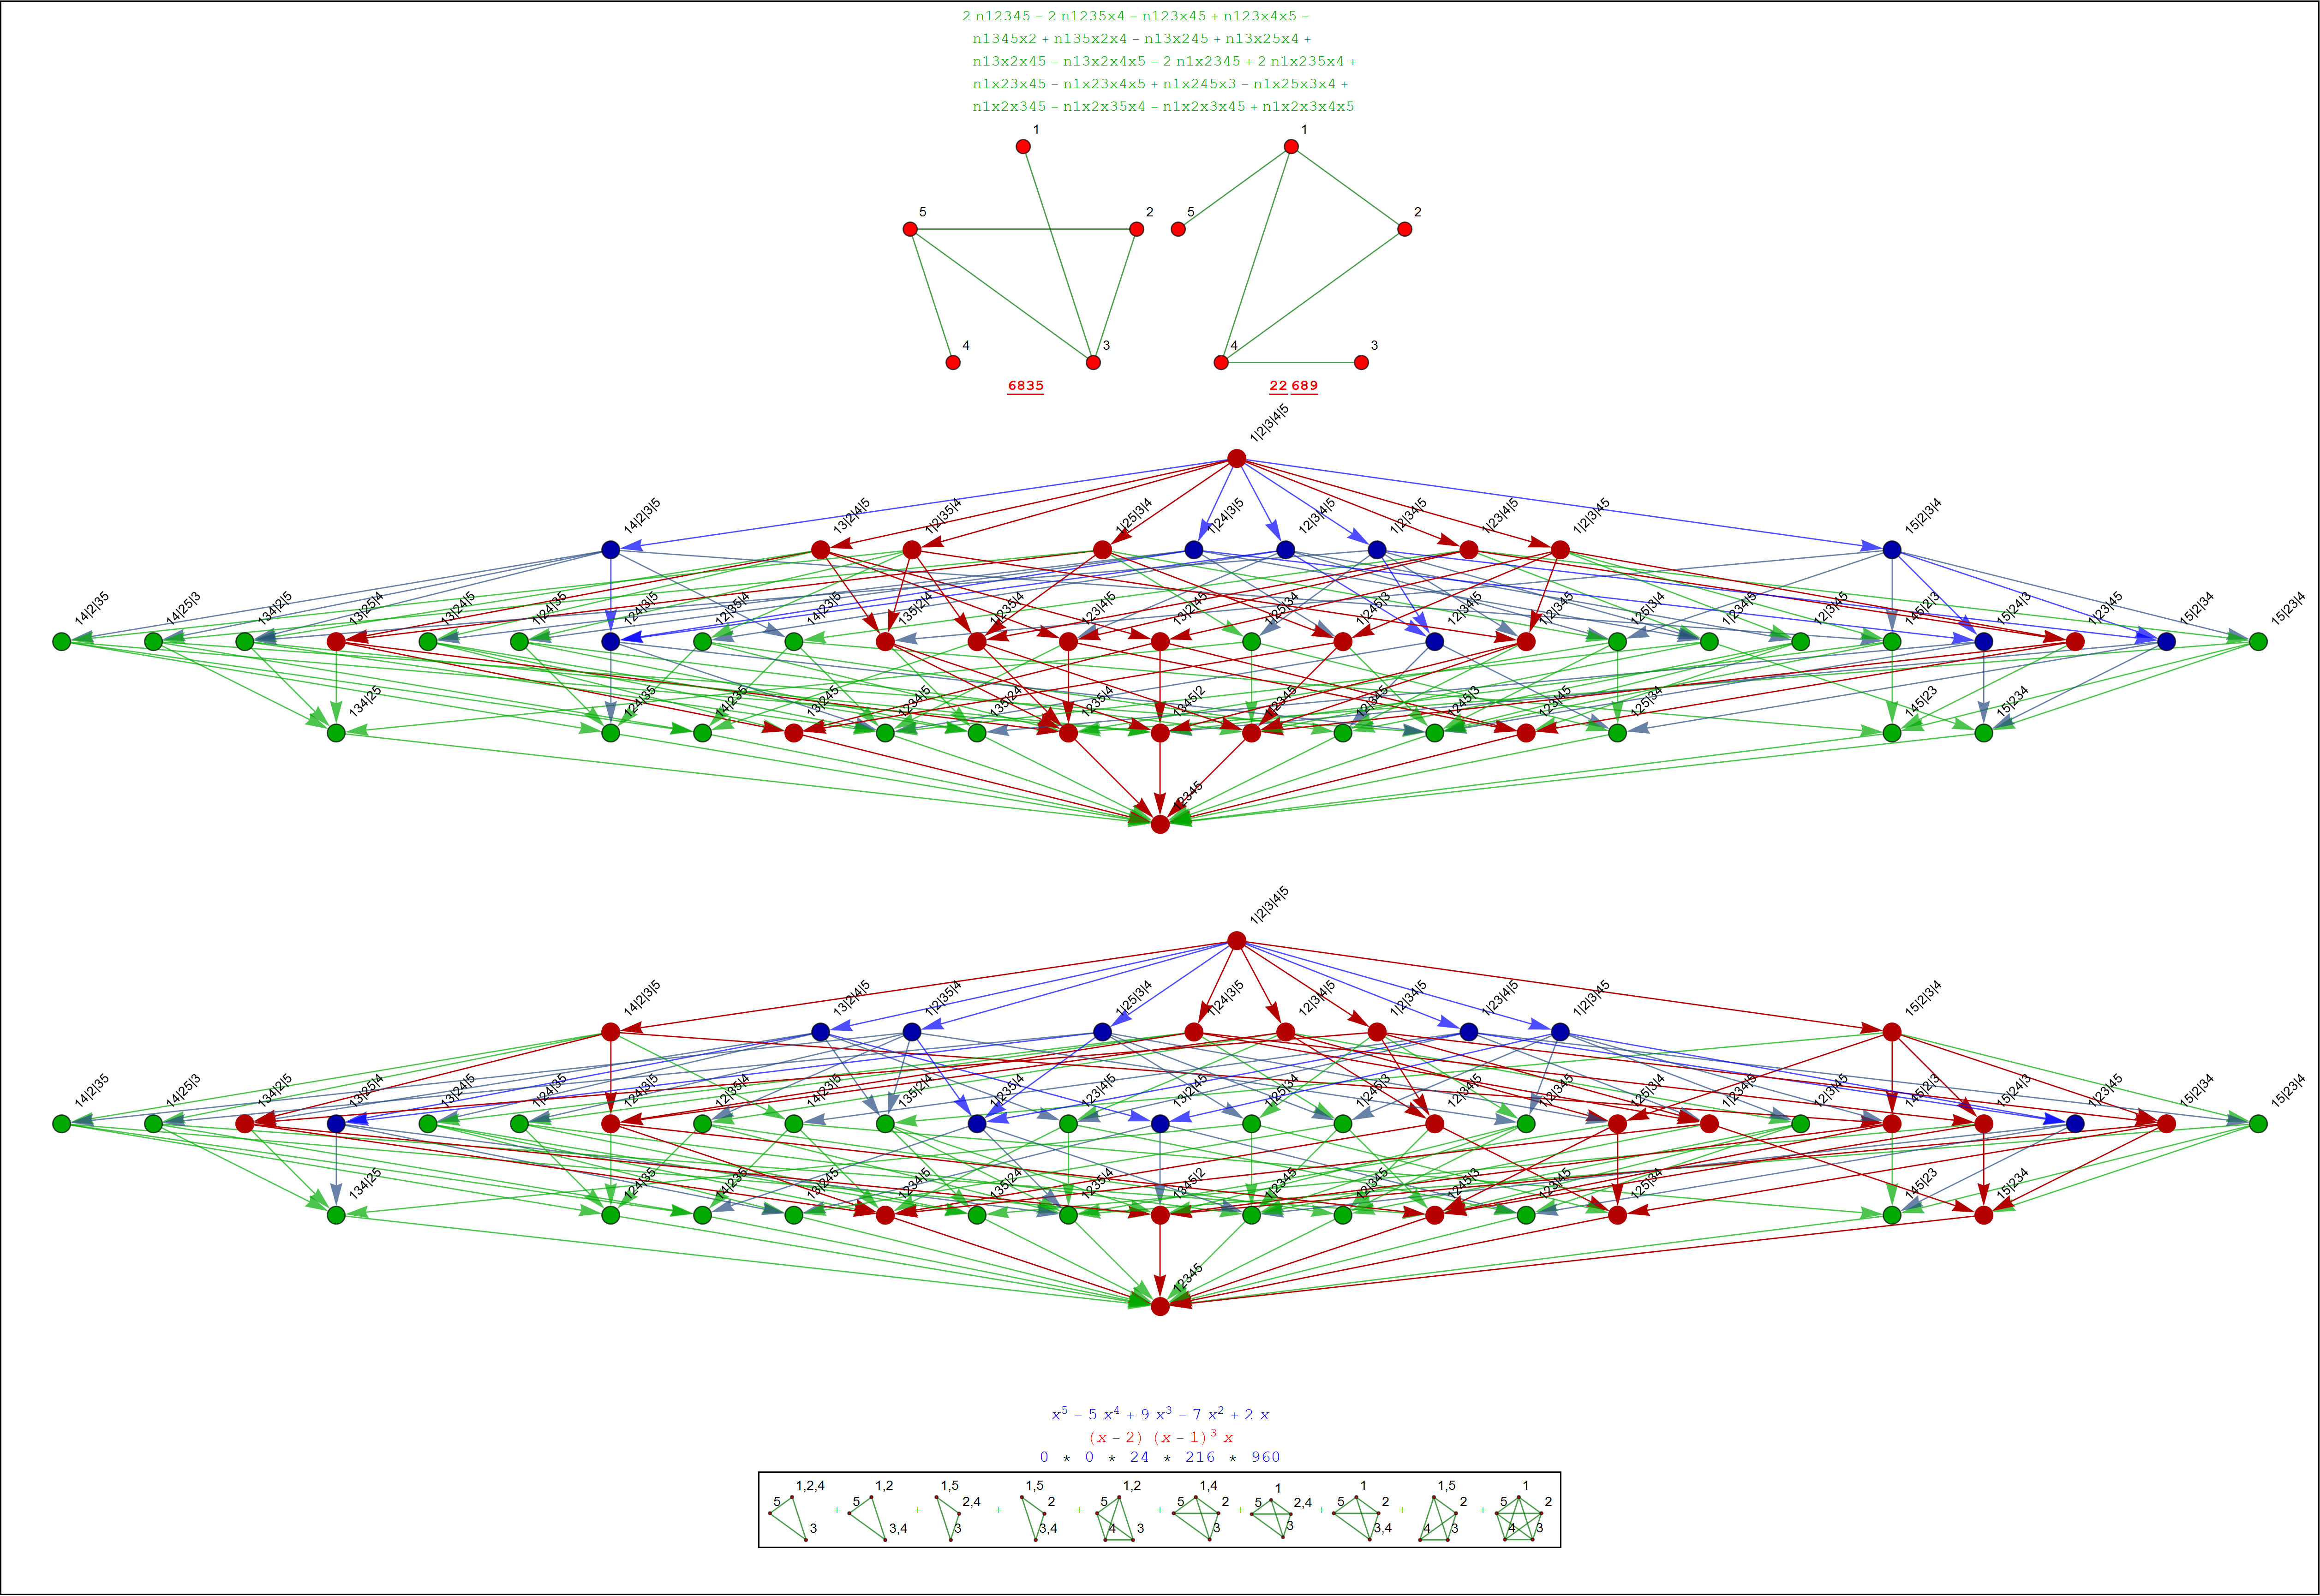 2 n12345 – 2 n1235x4 – n123x45 + n123x4x5 –
n1345x2 + n135x2x4 – n13x245 + n13x25x4 +
n13x2x45 – n13x2x4x5 – 2 n1x2345 + 2 n1x235x4 +
n1x23x45 – n1x23x4x5 + n1x245x3 – n1x25x3x4 +
n1x2x345 – n1x2x35x4 – n1x2x3x45 + n1x2x3x4x5
1 1
5 2 5 2
4 3 4 3
6835 22 689
1|2|3|4|5
14|2|3|5 13|2|4|5 1|2|35|4 1|25|3|4 1|24|3|5 12|3|4|5 1|2|34|5 1|23|4|5 1|2|3|45 15|2|3|4
14|2|35 14|25|3 134|2|5 13|25|4 13|24|5 1|24|35 124|3|5 12|35|4 14|23|5 135|2|4 1|235|4 123|4|5 13|2|45 1|25|34 1|245|3 12|34|5 1|2|345 125|3|4 1|234|5 12|3|45 145|2|3 15|24|3 1|23|45 15|2|34 15|23|4
134|25 124|35 14|235 13|245 1234|5 135|24 1235|4 1345|2 1|2345 12|345 1245|3 123|45 125|34 145|23 15|234
12345
1|2|3|4|5
14|2|3|5 13|2|4|5 1|2|35|4 1|25|3|4 1|24|3|5 12|3|4|5 1|2|34|5 1|23|4|5 1|2|3|45 15|2|3|4
14|2|35 14|25|3 134|2|5 13|25|4 13|24|5 1|24|35 124|3|5 12|35|4 14|23|5 135|2|4 1|235|4 123|4|5 13|2|45 1|25|34 1|245|3 12|34|5 1|2|345 125|3|4 1|234|5 12|3|45 145|2|3 15|24|3 1|23|45 15|2|34 15|23|4
134|25 124|35 14|235 13|245 1234|5 135|24 1235|4 1345|2 1|2345 12|345 1245|3 123|45 125|34 145|23 15|234
12345
x⁵ – 5 x⁴ + 9 x³ – 7 x² + 2 x
(x – 2) (x – 1)³ x
0 * 0 * 24 * 216 * 960
1,2,4 5 3 + 1,2 5 3,4 + 1,5 2,4 3 + 1,5 2 3,4 + 1,2 5 4 3 + 1,4 5 2 3 + 1 5 2,4 3 + 1 5 2 3,4 + 1,5 2 4 3 + 1 5 2 4 3